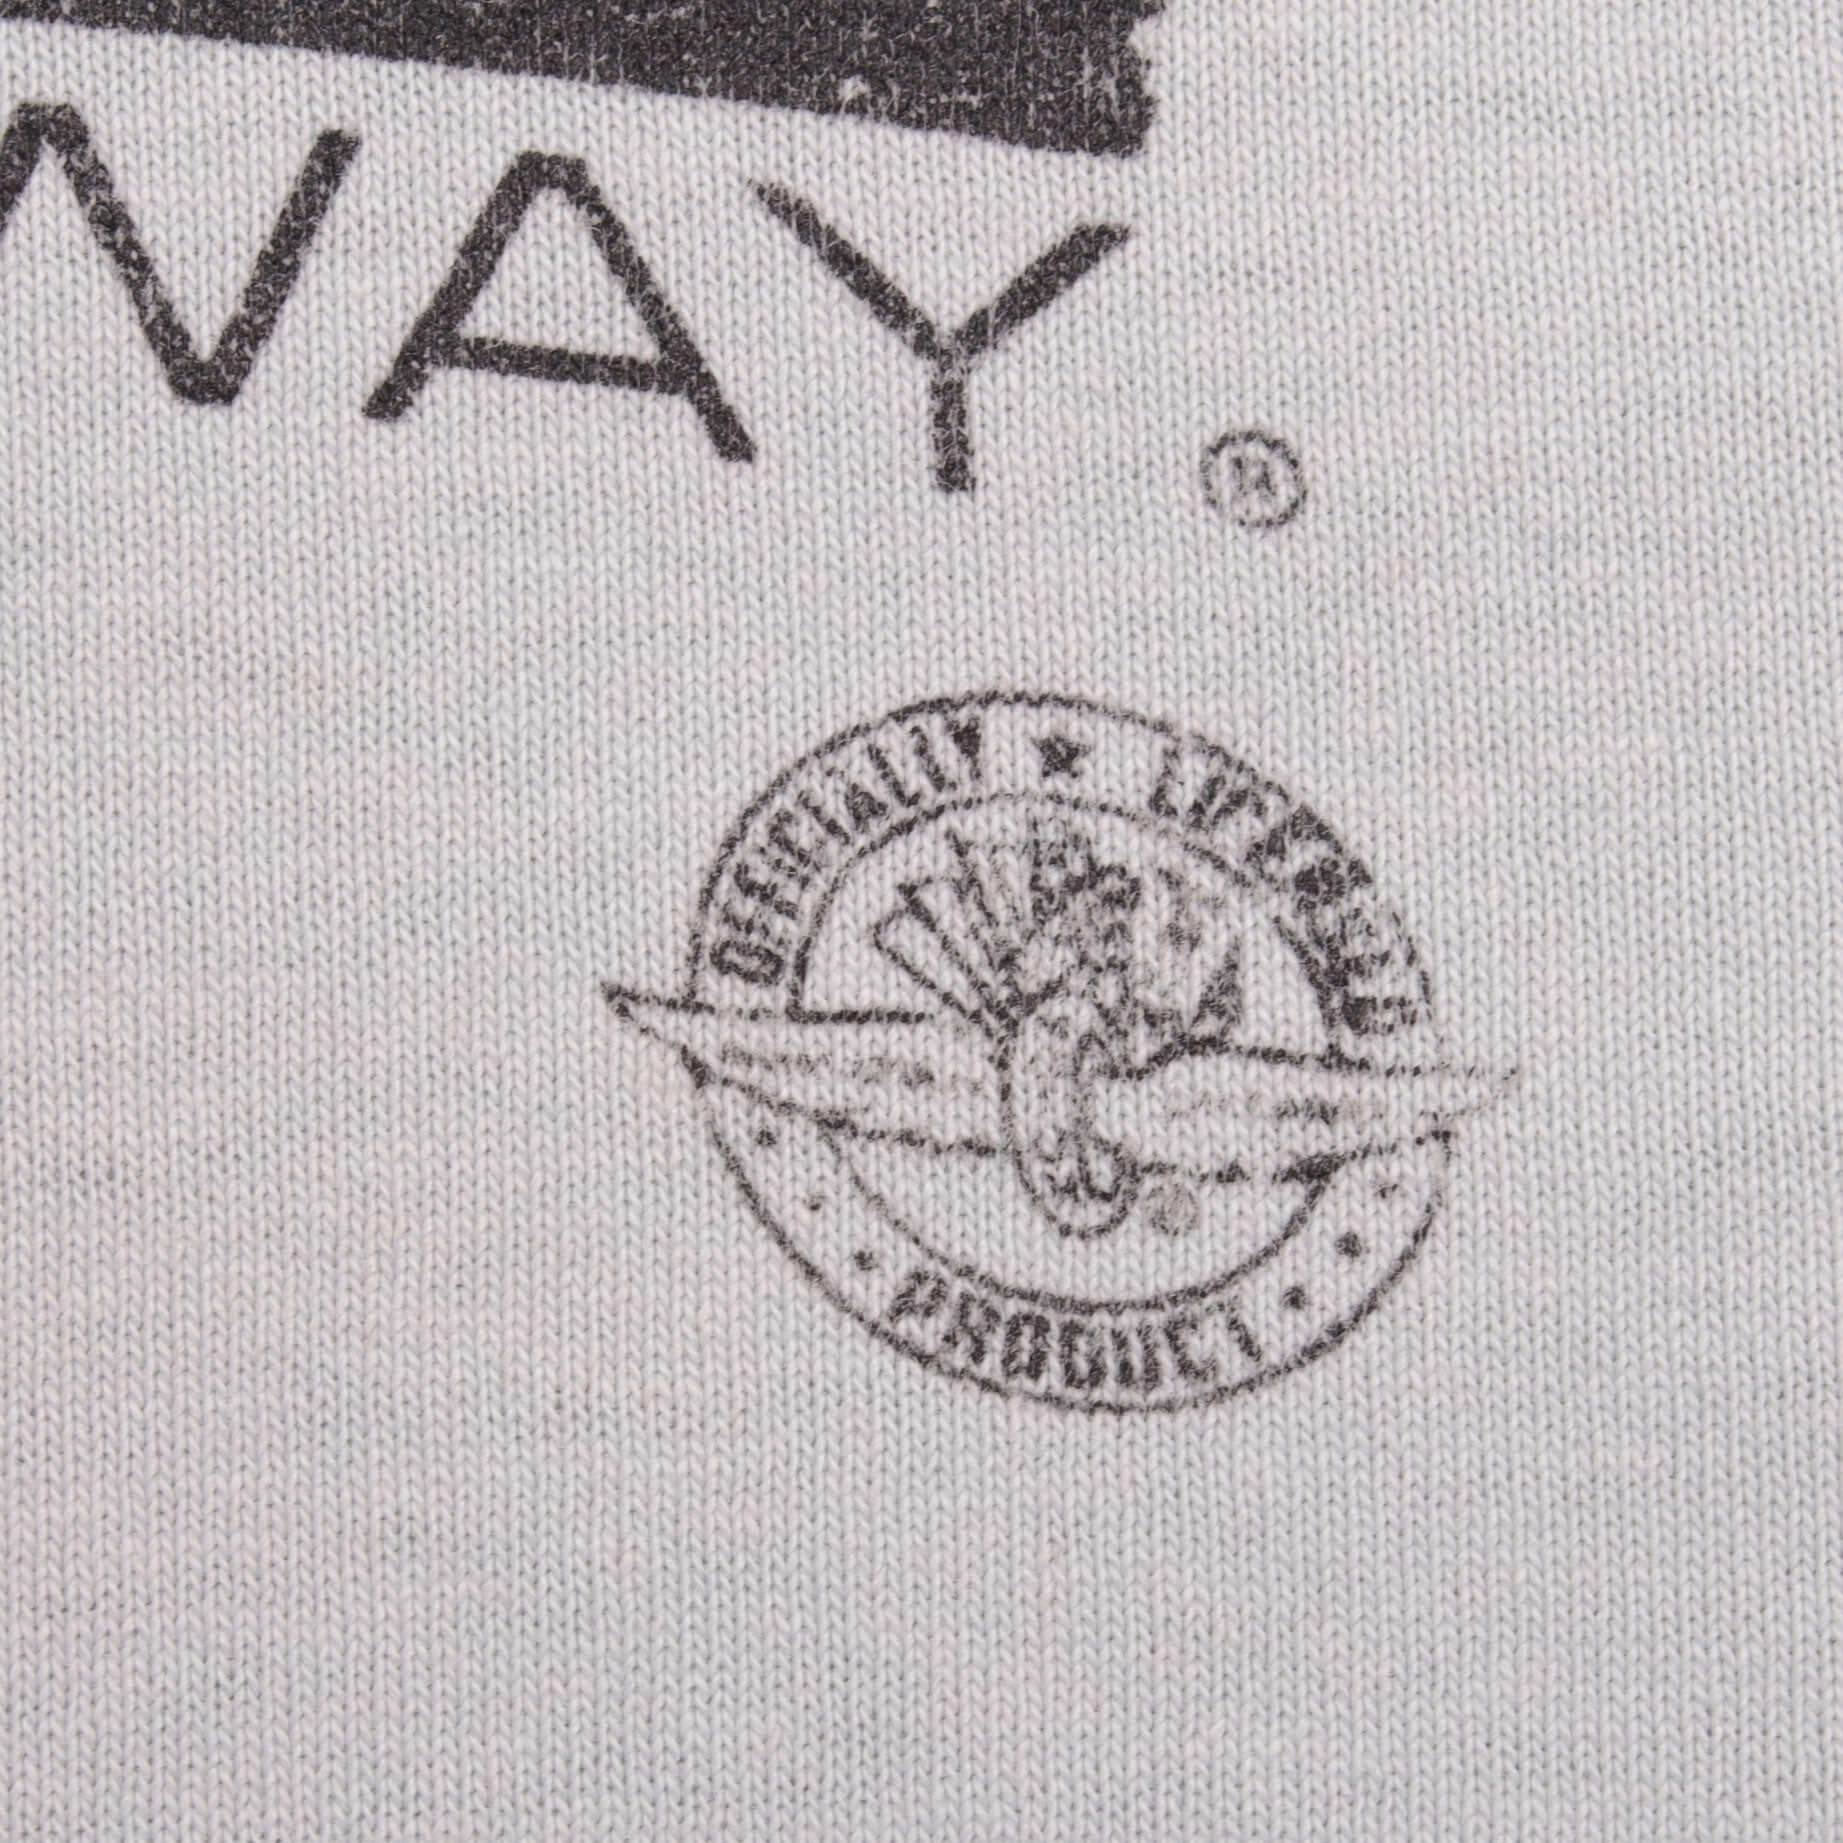 WAY®
OFFICIALLY ★ LICENSED
PRODUCT